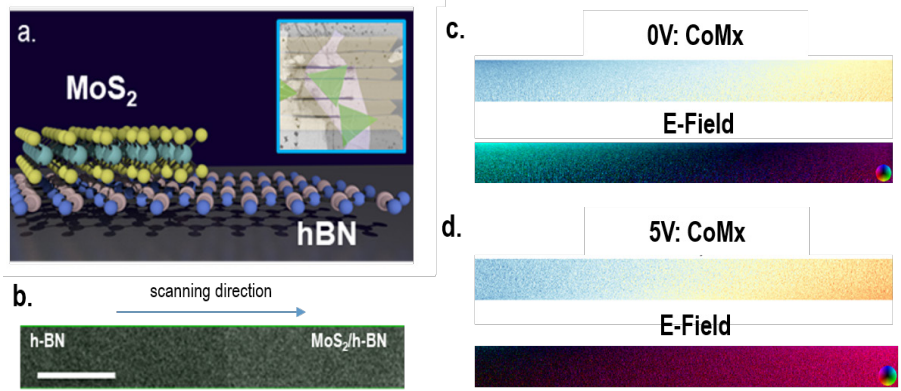 a.
MoS₂
hBN
b.
scanning direction
h-BN
MoS₂/h-BN
c.
0V: CoMx
E-Field
d.
5V: CoMx
E-Field